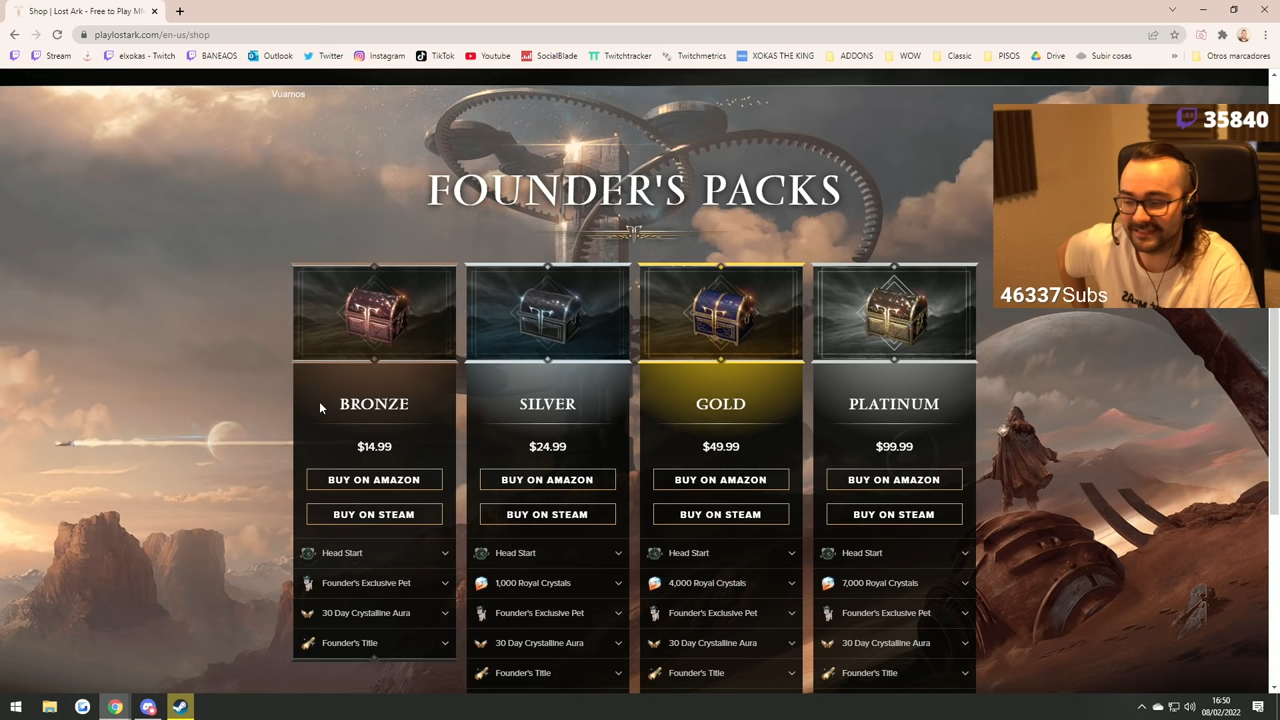 Shop | Lost Ark - Free to Play M
playlostark.com/en-us/shop
Stream
elxokas - Twitch
BANEAOS
Outlook
Twitter
Instagram
TikTok
Youtube
SocialBlade
Twitchtracker
Twitchmetrics
XOKAS THE KING
ADDONS
WOW
Classic
PISOS
Drive
Subir cosas
Otros marcadores
Vuamos
35840
46337Subs
FOUNDER'S PACKS
BRONZE
$14.99
BUY ON AMAZON
BUY ON STEAM
Head Start
Founder's Exclusive Pet
30 Day Crystalline Aura
Founder's Title
SILVER
$24.99
BUY ON AMAZON
BUY ON STEAM
Head Start
1,000 Royal Crystals
Founder's Exclusive Pet
30 Day Crystalline Aura
Founder's Title
GOLD
$49.99
BUY ON AMAZON
BUY ON STEAM
Head Start
4,000 Royal Crystals
Founder's Exclusive Pet
30 Day Crystalline Aura
Founder's Title
PLATINUM
$99.99
BUY ON AMAZON
BUY ON STEAM
Head Start
7,000 Royal Crystals
Founder's Exclusive Pet
30 Day Crystalline Aura
Founder's Title
16:50
08/02/2022